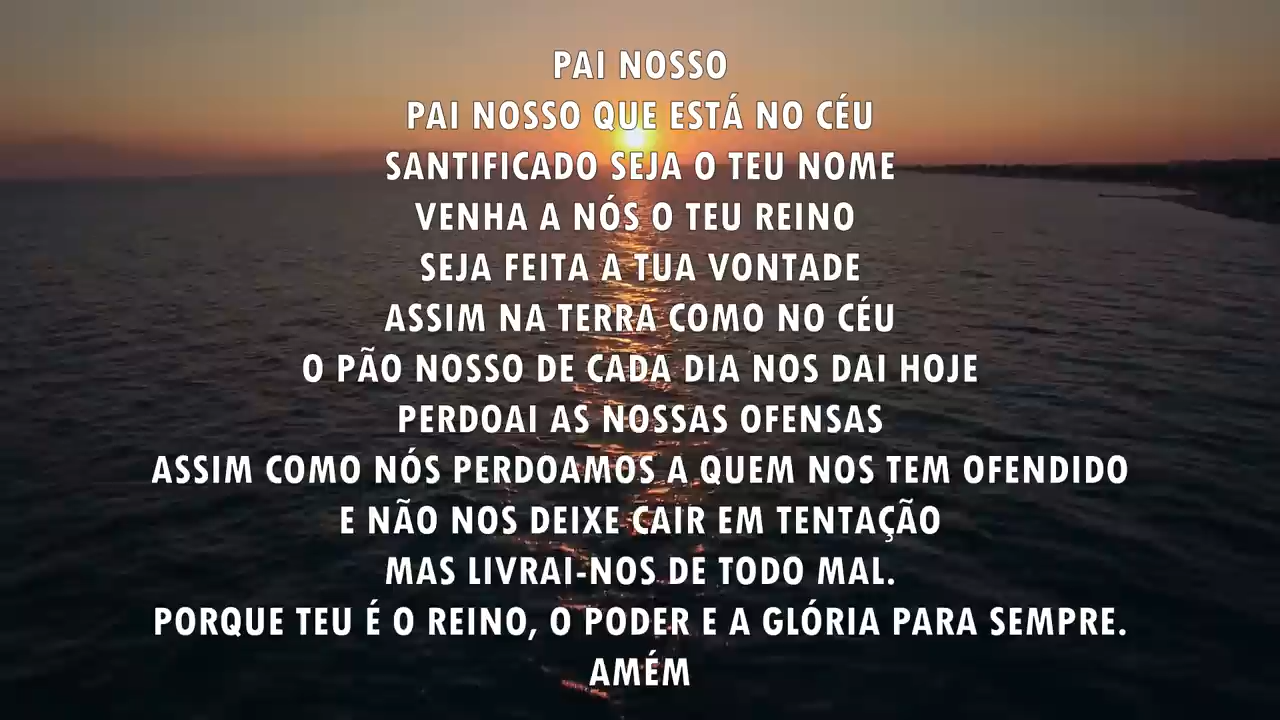 PAI NOSSO
PAI NOSSO QUE ESTÁ NO CÉU
SANTIFICADO SEJA O TEU NOME
VENHA A NÓS O TEU REINO
SEJA FEITA A TUA VONTADE
ASSIM NA TERRA COMO NO CÉU
O PÃO NOSSO DE CADA DIA NOS DAI HOJE
PERDOAI AS NOSSAS OFENSAS
ASSIM COMO NÓS PERDOAMOS A QUEM NOS TEM OFENDIDO
E NÃO NOS DEIXE CAIR EM TENTAÇÃO
MAS LIVRAI-NOS DE TODO MAL.
PORQUE TEU É O REINO, O PODER E A GLÓRIA PARA SEMPRE.
AMÉM